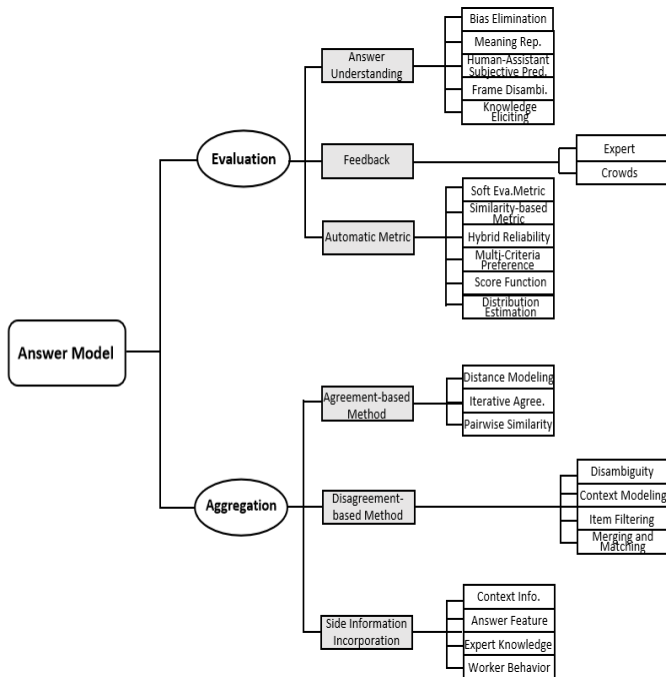 Answer Model
Evaluation
Answer
Understanding
Bias Elimination
Meaning Rep.
Human-Assistant
Subjective Pred.
Frame Disambi.
Knowledge
Eliciting
Feedback
Expert
Crowds
Automatic Metric
Soft Eva.Metric
Similarity-based
Metric
Hybrid Reliability
Multi-Criteria
Preference
Score Function
Distribution
Estimation
Aggregation
Agreement-based
Method
Distance Modeling
Iterative Agree.
Pairwise Similarity
Disagreement-
based Method
Disambiguity
Context Modeling
Item Filtering
Merging and
Matching
Side Information
Incorporation
Context Info.
Answer Feature
Expert Knowledge
Worker Behavior